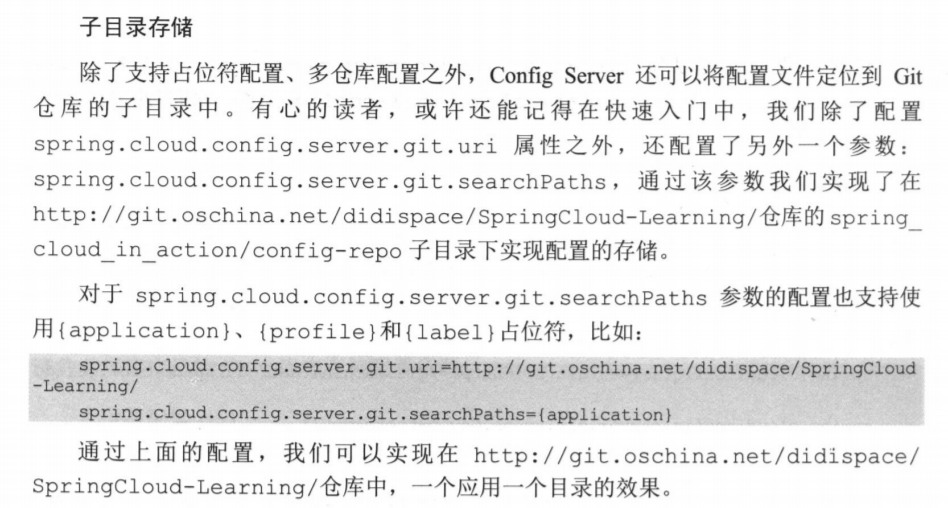 子目录存储
除了支持占位符配置、多仓库配置之外，Config Server 还可以将配置文件定位到 Git
仓库的子目录中。有心的读者，或许还能记得在快速入门中，我们除了配置
spring.cloud.config.server.git.uri 属性之外，还配置了另外一个参数：
spring.cloud.config.server.git.searchPaths，通过该参数我们实现了在
http://git.oschina.net/didispace/SpringCloud-Learning/仓库的spring_
cloud_in_action/config-repo 子目录下实现配置的存储。
对于 spring.cloud.config.server.git.searchPaths 参数的配置也支持使
用{application}、{profile}和{label}占位符，比如：
spring.cloud.config.server.git.uri=http://git.oschina.net/didispace/SpringCloud
-Learning/
spring.cloud.config.server.git.searchPaths={application}
通过上面的配置，我们可以实现在 http://git.oschina.net/didispace/
SpringCloud-Learning/仓库中，一个应用一个目录的效果。